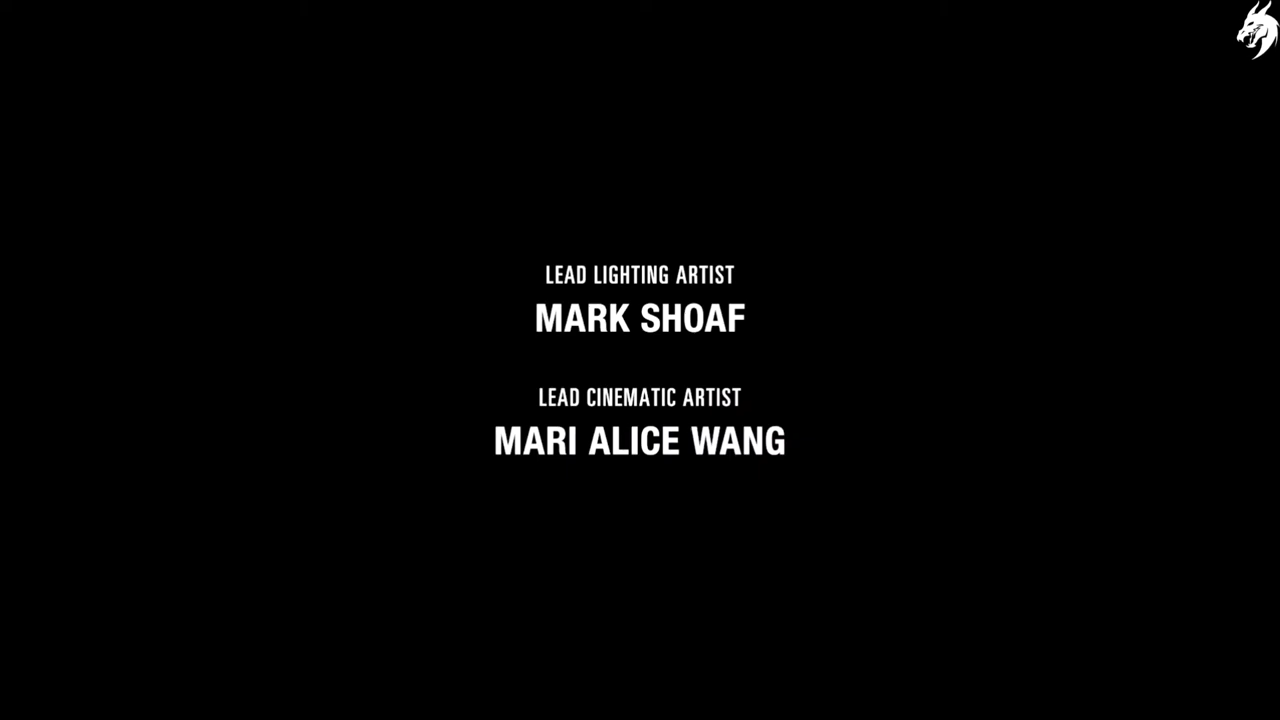 LEAD LIGHTING ARTIST
MARK SHOAF
LEAD CINEMATIC ARTIST
MARI ALICE WANG